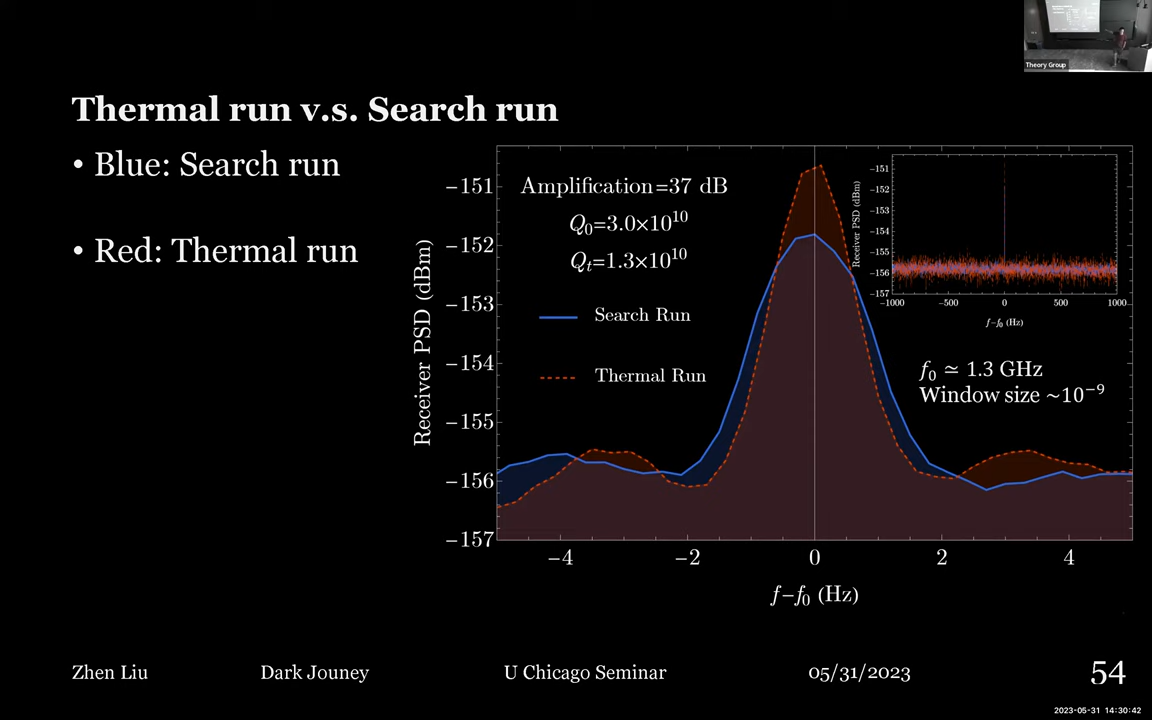 Theory Group
Thermal run v.s. Search run
• Blue: Search run
• Red: Thermal run
Receiver PSD (dBm)
−151
−152
−153
−154
−155
−156
−157
Amplification=37 dB
Q₀=3.0×10¹⁰
Qₜ=1.3×10¹⁰
Search Run
Thermal Run
Receiver PSD (dBm)
−151
−152
−153
−154
−155
−156
−157
−1000 −500 0 500 1000
f−f₀ (Hz)
f₀ ≃ 1.3 GHz
Window size ~10⁻⁹
−4 −2 0 2 4
f−f₀ (Hz)
Zhen Liu Dark Jouney U Chicago Seminar 05/31/2023 54
2023-05-31 14:30:42